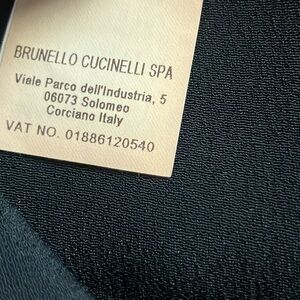 BRUNELLO CUCINELLI SPA
Viale Parco dell'Industria, 5
06073 Solomeo
Corciano Italy
VAT NO. 01886120540